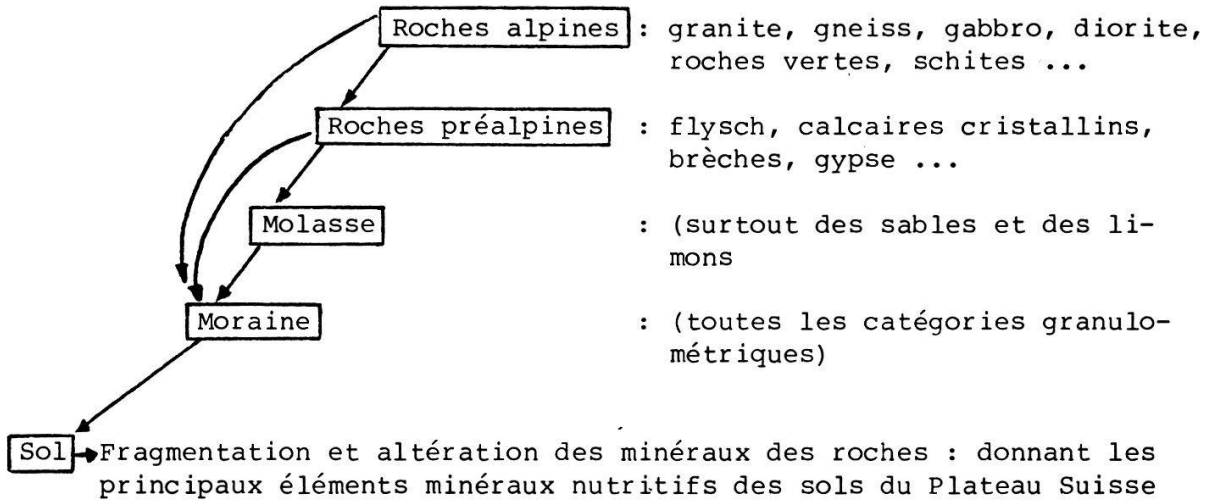 Roches alpines : granite, gneiss, gabbro, diorite,
roches vertes, schites ...
Roches préalpines : flysch, calcaires cristallins,
brèches, gypse ...
Molasse : (surtout des sables et des li-
mons
Moraine : (toutes les catégories granulo-
métriques)
Sol Fragmentation et altération des minéraux des roches : donnant les
principaux éléments minéraux nutritifs des sols du Plateau Suisse